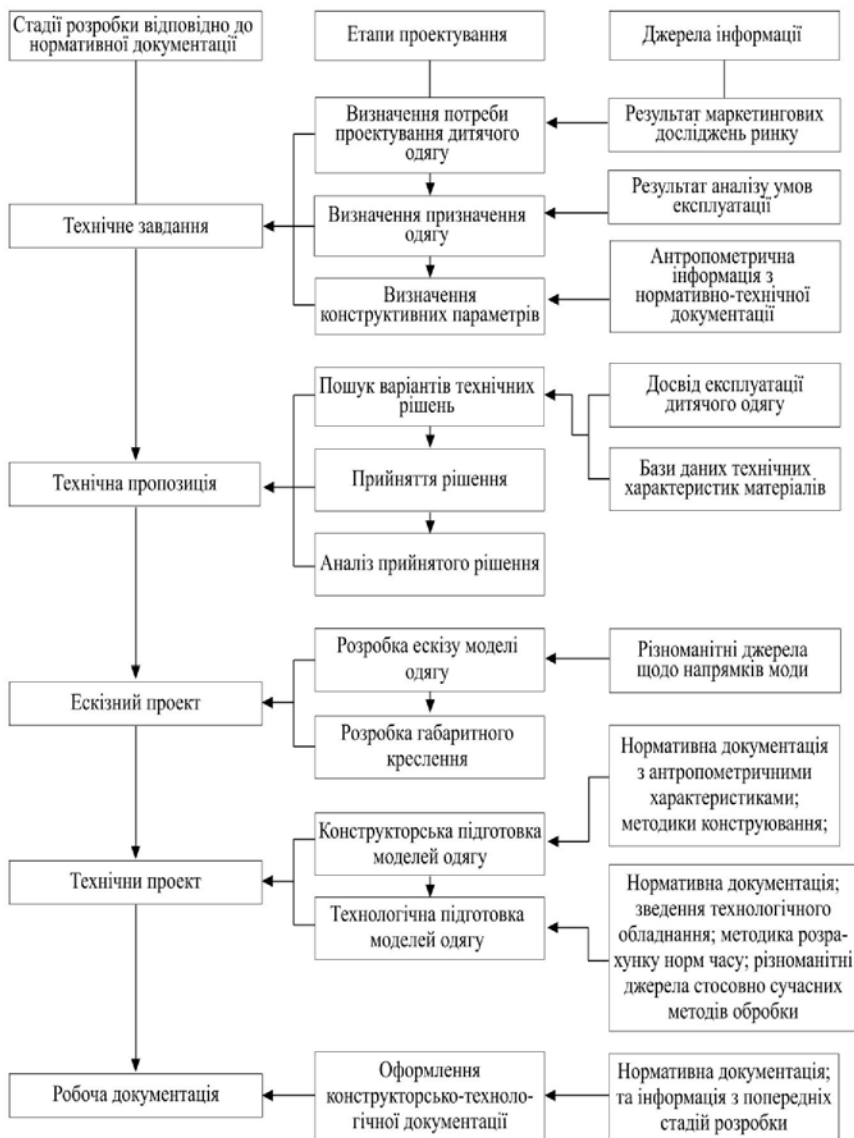 Стадії розробки відповідно до
нормативної документації
Етапи проектування
Джерела інформації
Визначення потреби
проектування дитячого
одягу
Результат маркетингових
досліджень ринку
Технічне завдання
Визначення призначення
одягу
Результат аналізу умов
експлуатації
Визначення
конструктивних параметрів
Антропометрична
інформація з
нормативно-технічної
документації
Пошук варіантів технічних
рішень
Досвід експлуатації
дитячого одягу
Технічна пропозиція
Прийняття рішення
Бази даних технічних
характеристик матеріалів
Аналіз прийнятого рішення
Розробка ескізу моделі
одягу
Різноманітні джерела
щодо напрямків моди
Ескізний проект
Розробка габаритного
креслення
Нормативна документація
з антропометричними
характеристиками;
методики конструювання;
Конструкторська підготовка
моделей одягу
Технічни проект
Технологічна підготовка
моделей одягу
Нормативна документація;
зведення технологічного
обладнання; методика розра-
хунку норм часу; різноманітні
джерела стосовно сучасних
методів обробки
Робоча документація
Оформлення
конструкторсько-техноло-
гічної документації
Нормативна документація;
та інформація з попередніх
стадій розробки